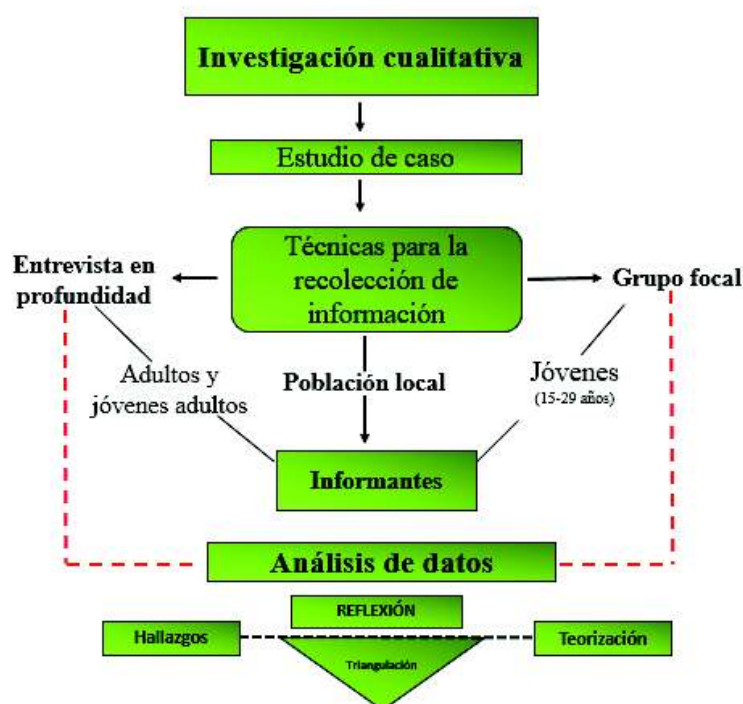 Investigación cualitativa
Estudio de caso
Técnicas para la
recolección de
información
Entrevista en
profundidad
Grupo focal
Adultos y
jóvenes adultos
Población local
Jóvenes
(15-29 años)
Informantes
Análisis de datos
REFLEXIÓN
Hallazgos
Teorización
Triangulación